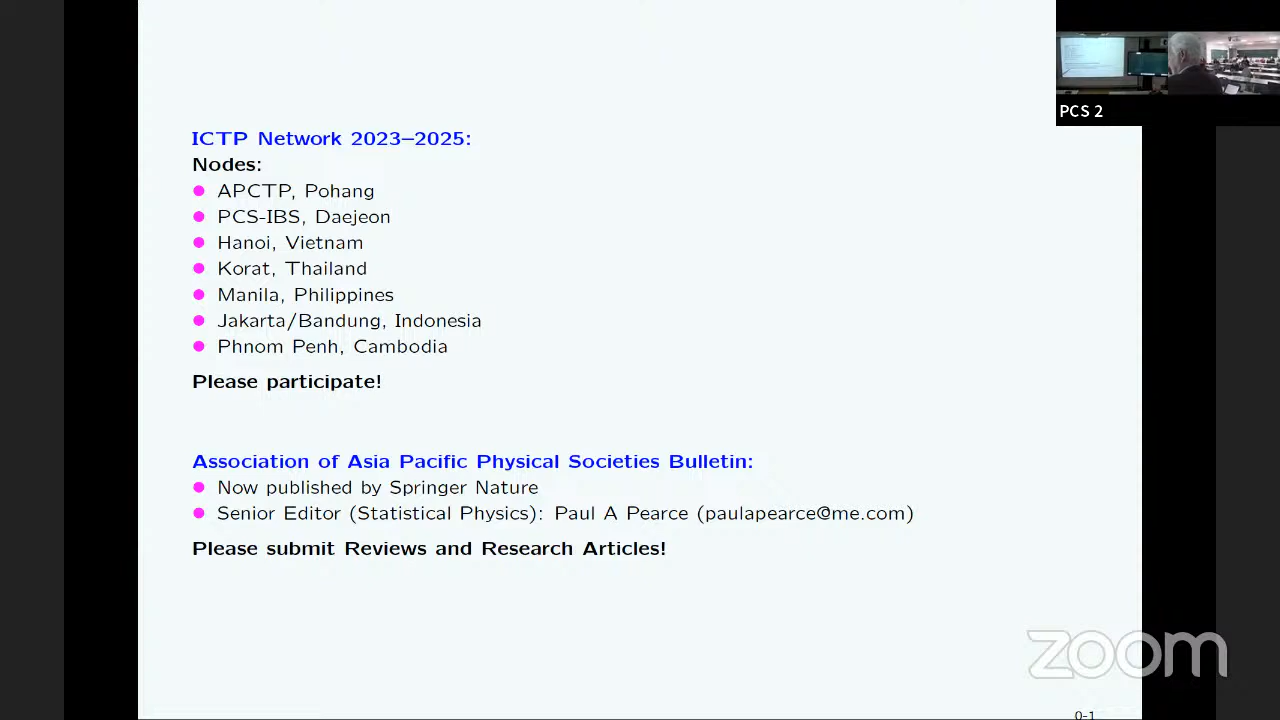 ICTP Network 2023–2025:
Nodes:
APCTP, Pohang
PCS-IBS, Daejeon
Hanoi, Vietnam
Korat, Thailand
Manila, Philippines
Jakarta/Bandung, Indonesia
Phnom Penh, Cambodia
Please participate!
Association of Asia Pacific Physical Societies Bulletin:
Now published by Springer Nature
Senior Editor (Statistical Physics): Paul A Pearce (paulapearce@me.com)
Please submit Reviews and Research Articles!
PCS 2
zoom
0-1